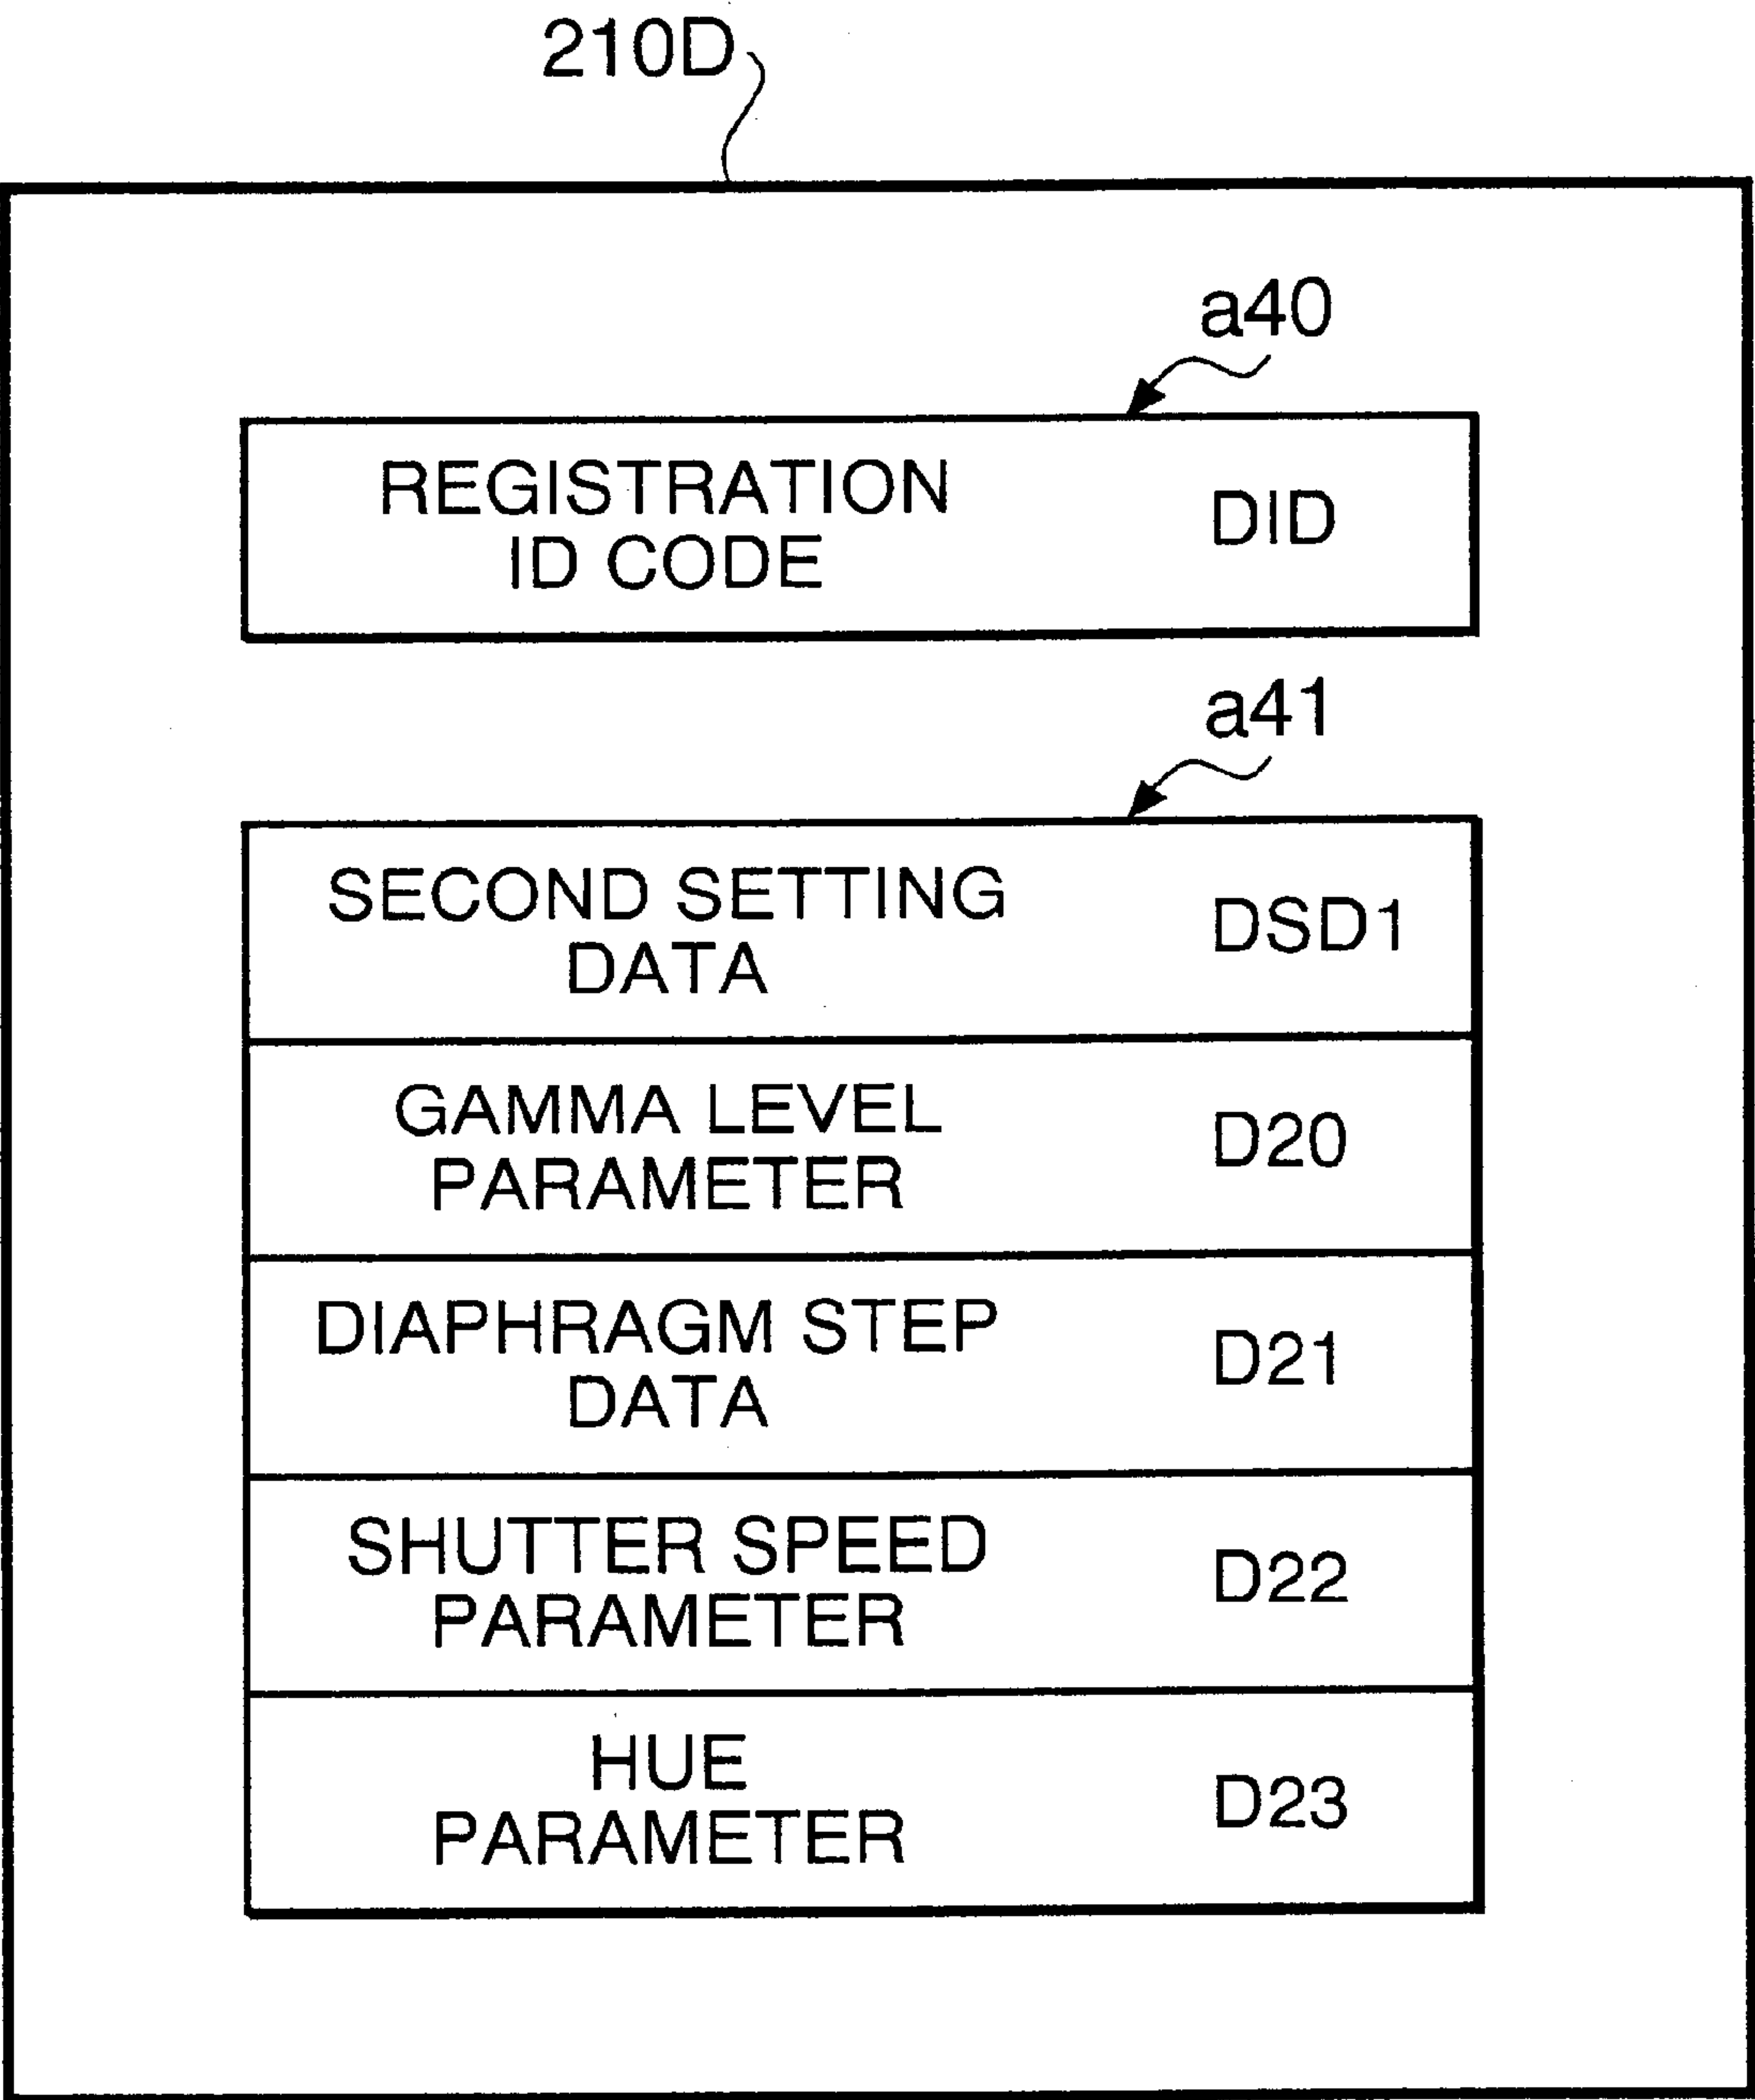 210D
a40
REGISTRATION
ID CODE
DID
a41
SECOND SETTING
DATA
DSD1
GAMMA LEVEL
PARAMETER
D20
DIAPHRAGM STEP
DATA
D21
SHUTTER SPEED
PARAMETER
D22
HUE
PARAMETER
D23